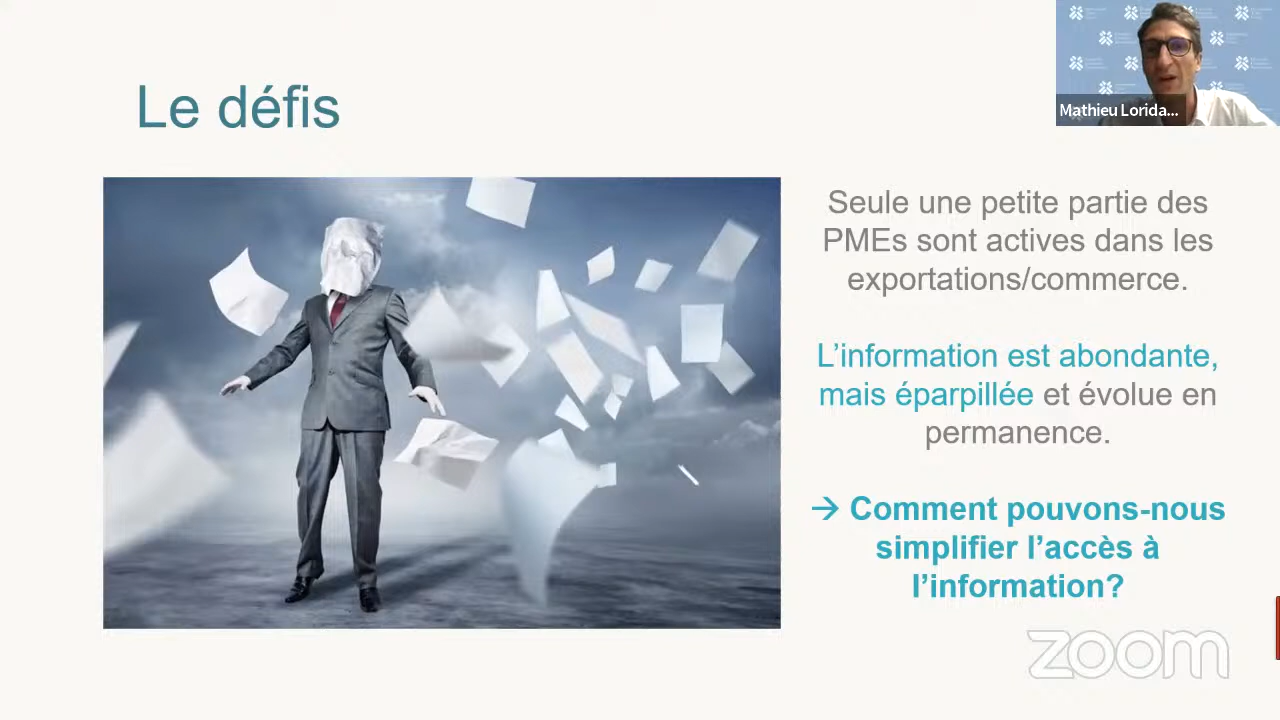 Le défis
Mathieu Lorida...
Seule une petite partie des
PMEs sont actives dans les
exportations/commerce.
L’information est abondante,
mais éparpillée et évolue en
permanence.
→ Comment pouvons-nous
simplifier l’accès à
l’information?
zoom